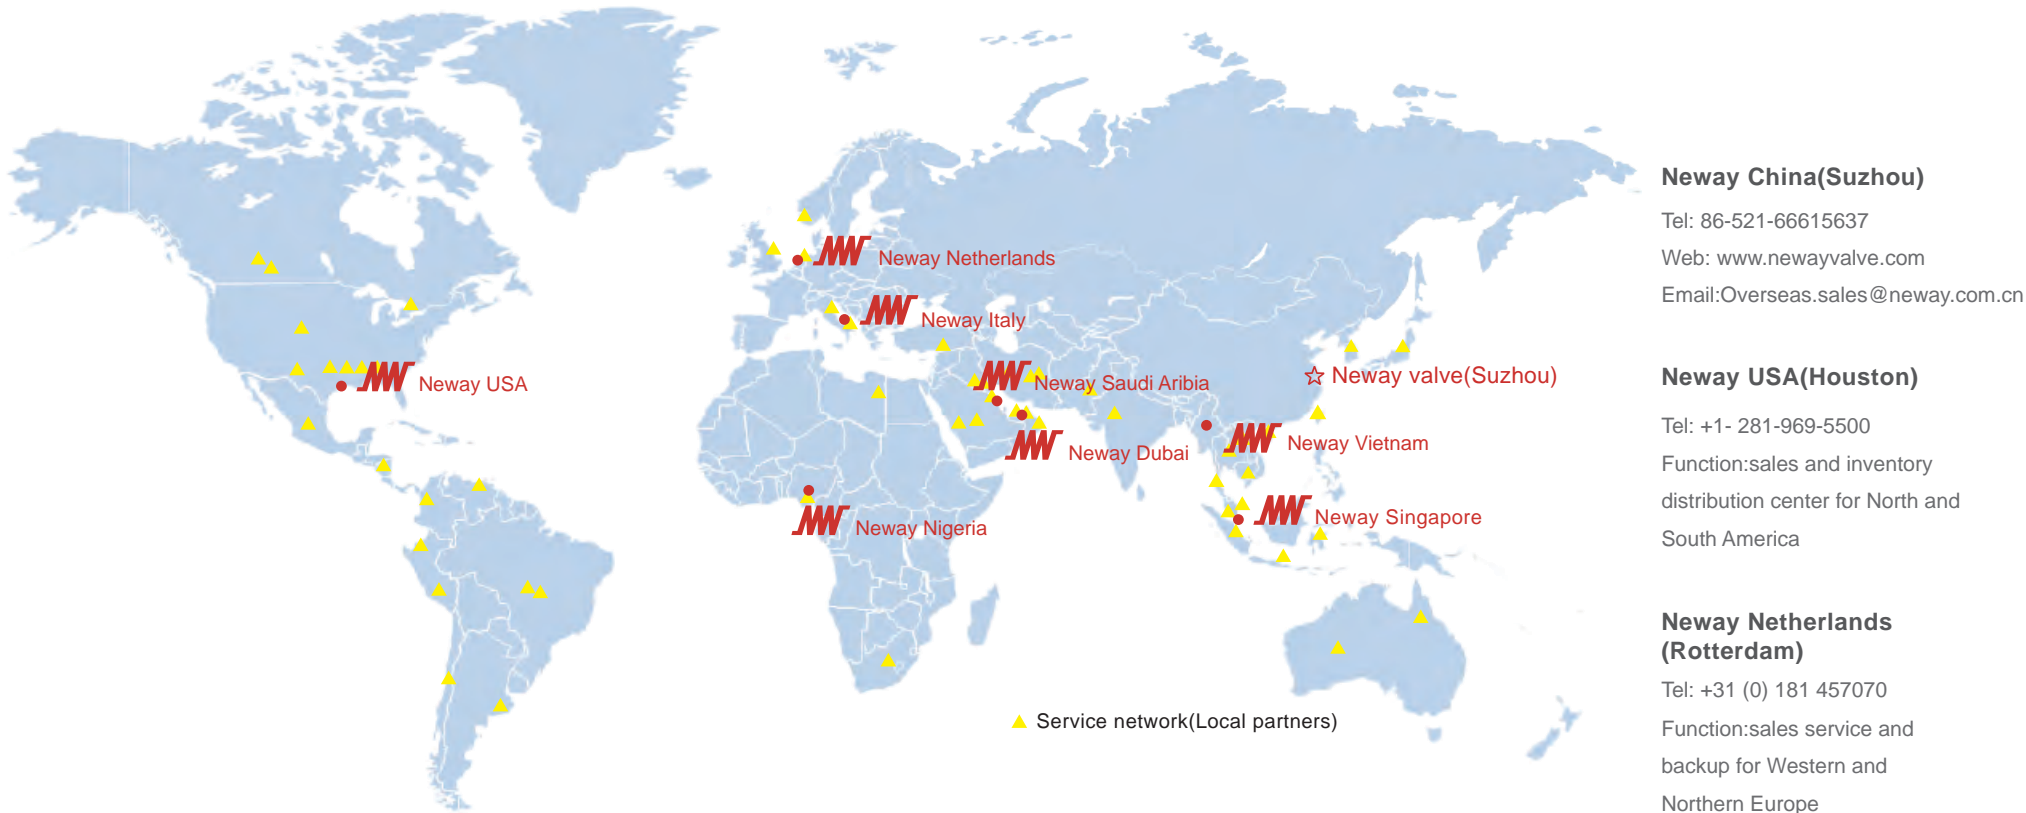 Neway Netherlands
Neway Italy
Neway USA
Neway Saudi Aribia
Neway valve(Suzhou)
Neway Dubai
Neway Vietnam
Neway Nigeria
Neway Singapore
Service network(Local partners)
Neway China(Suzhou)
Tel: 86-521-66615637
Web: www.newayvalve.com
Email:Overseas.sales@neway.com.cn
Neway USA(Houston)
Tel: +1- 281-969-5500
Function:sales and inventory
distribution center for North and
South America
Neway Netherlands
(Rotterdam)
Tel: +31 (0) 181 457070
Function:sales service and
backup for Western and
Northern Europe